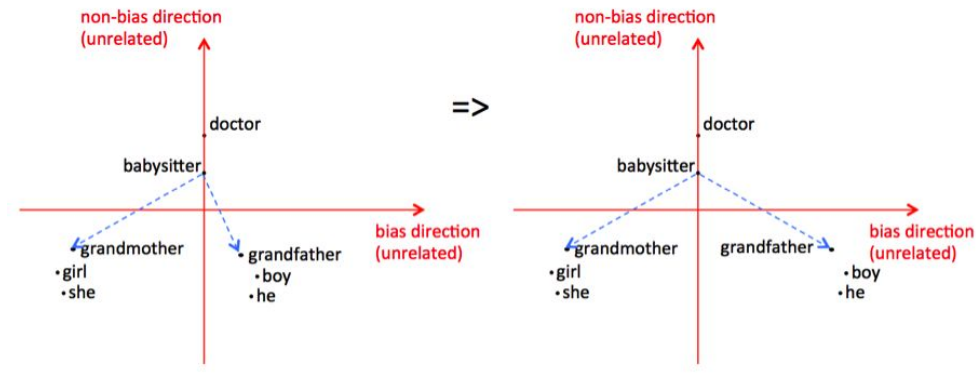 non-bias direction
(unrelated)
doctor
babysitter
bias direction
(unrelated)
•grandmother
•girl
•she
•grandfather
•boy
•he
=>
non-bias direction
(unrelated)
doctor
babysitter
bias direction
(unrelated)
•grandmother
•girl
•she
grandfather
•boy
•he